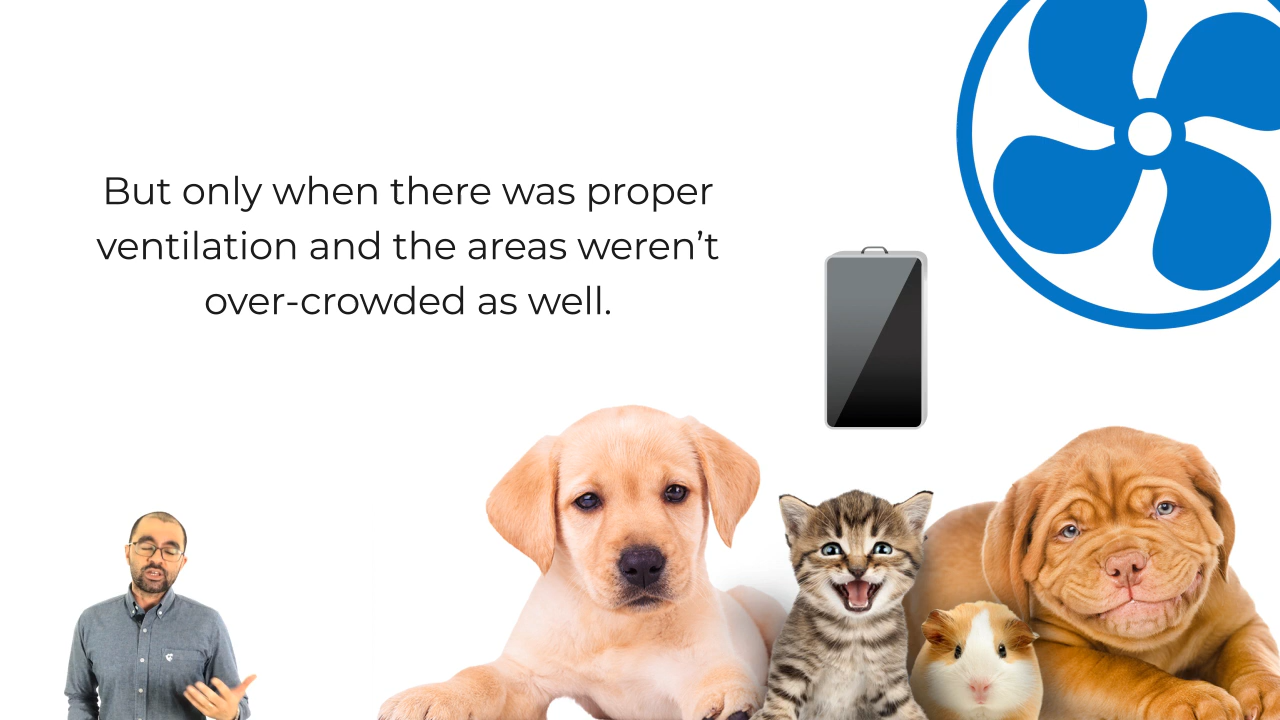 But only when there was proper
ventilation and the areas weren’t
over-crowded as well.